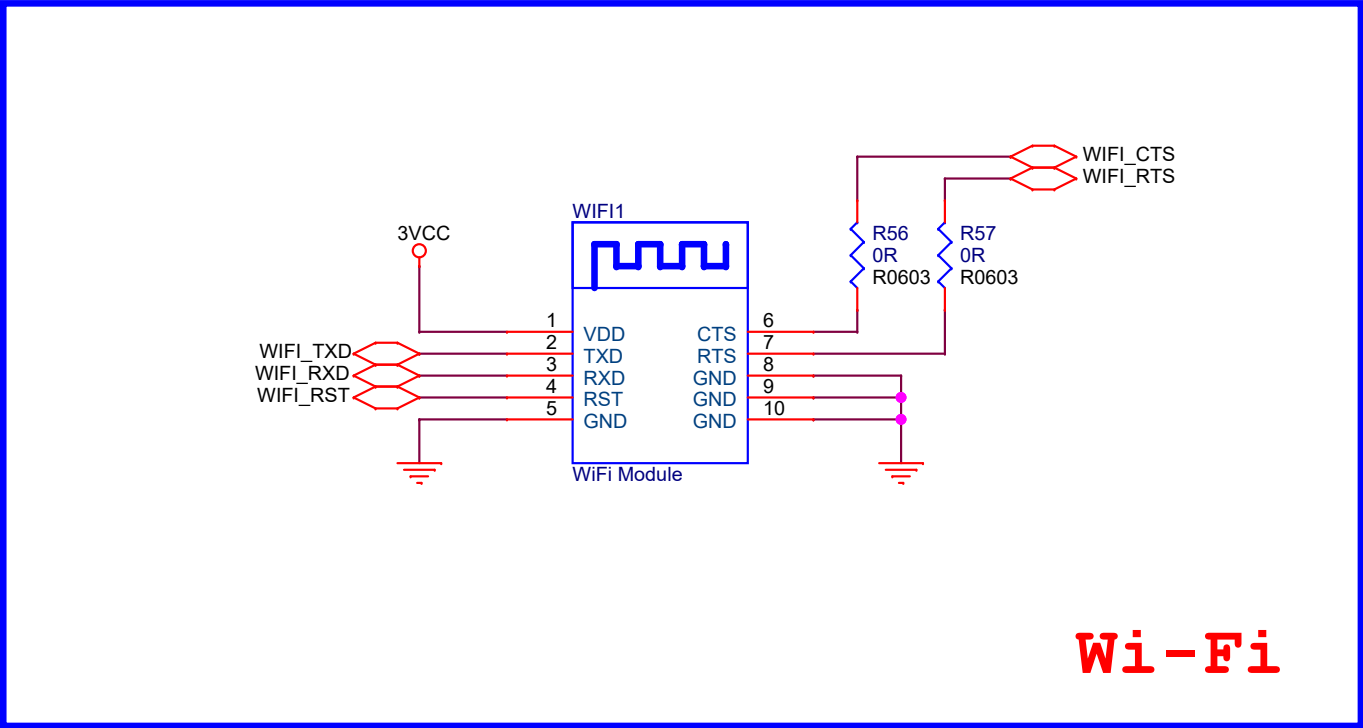 WIFI_CTS
WIFI_RTS
WIFI1
3VCC
R56
0R
R0603
R57
0R
R0603
1
2
3
4
5
VDD
TXD
RXD
RST
GND
CTS
RTS
GND
GND
GND
6
7
8
9
10
WIFI_TXD
WIFI_RXD
WIFI_RST
WiFi Module
Wi-Fi